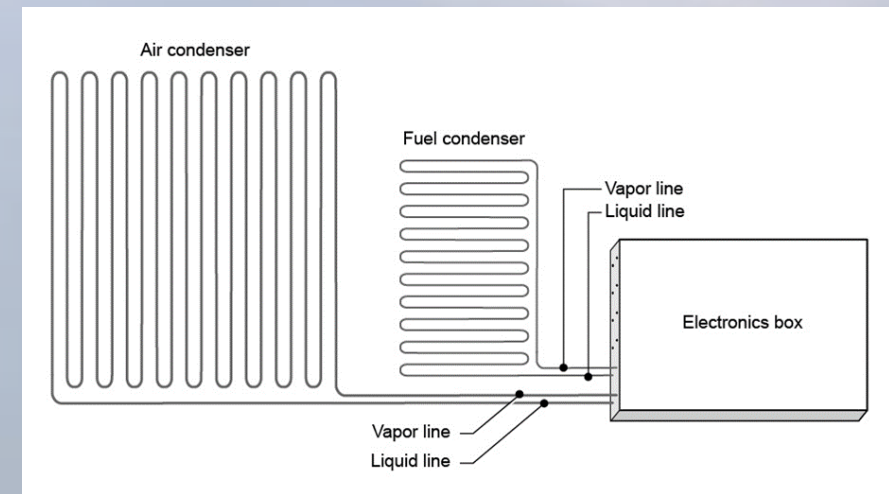 Air condenser
Fuel condenser
Vapor line
Liquid line
Electronics box
Vapor line
Liquid line